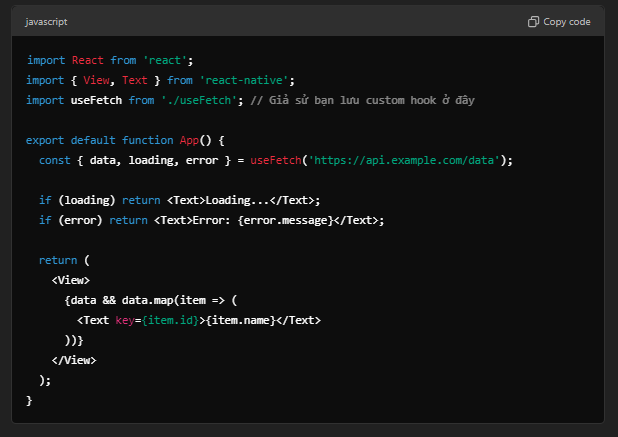 javascript
Copy code
import React from 'react';
import { View, Text } from 'react-native';
import useFetch from './useFetch'; // Giả sử bạn lưu custom hook ở đây
export default function App() {
const { data, loading, error } = useFetch('https://api.example.com/data');
if (loading) return <Text>Loading...</Text>;
if (error) return <Text>Error: {error.message}</Text>;
return (
<View>
{data && data.map(item => (
<Text key={item.id}>{item.name}</Text>
))}
</View>
);
}